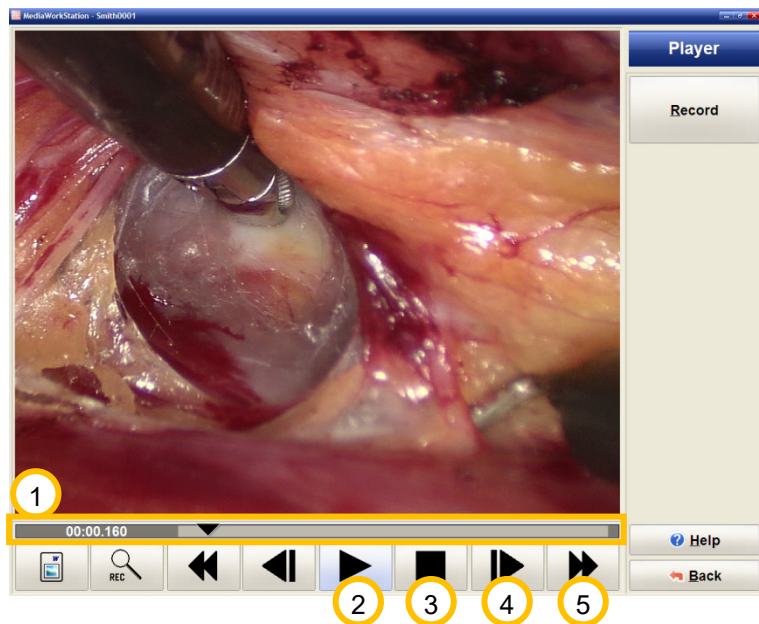 MediaWorkStation - Smith0001
Player
Record
1
00:00.160
REC
W
Help
Back
2
3
4
5